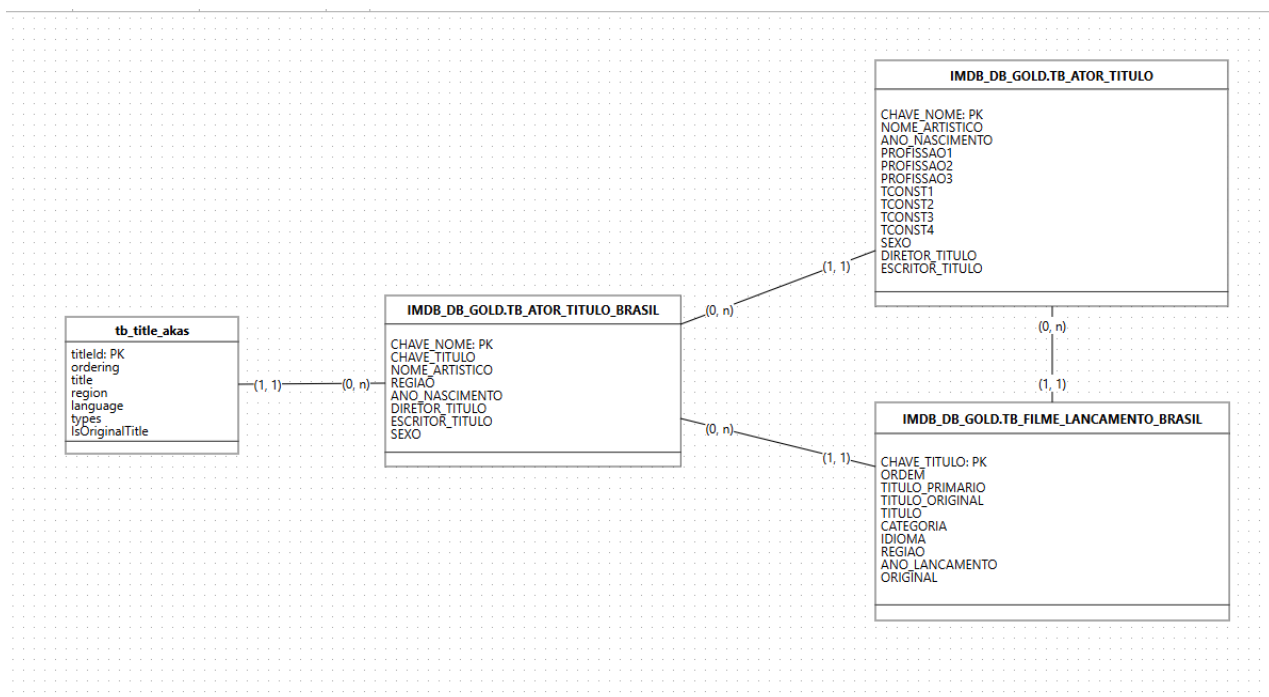 IMDB_DB_GOLD.TB_ATOR_TITULO
CHAVE_NOME: PK
NOME_ARTISTICO
ANO_NASCIMENTO
PROFISSAO1
PROFISSAO2
PROFISSAO3
TCONST1
TCONST2
TCONST3
TCONST4
SEXO
DIRETOR_TITULO
ESCRITOR_TITULO
(1, 1)
(0, n)
IMDB_DB_GOLD.TB_ATOR_TITULO_BRASIL
CHAVE_NOME: PK
CHAVE_TITULO
NOME_ARTISTICO
REGIAO
ANO_NASCIMENTO
DIRETOR_TITULO
ESCRITOR_TITULO
SEXO
tb_title_akas
titleId: PK
ordering
title
region
language
types
IsOriginalTitle
(1, 1)
(0, n)
(0, n)
(1, 1)
(0, n)
(1, 1)
IMDB_DB_GOLD.TB_FILME_LANCAMENTO_BRASIL
CHAVE_TITULO: PK
ORDEM
TITULO_PRIMARIO
TITULO_ORIGINAL
TITULO
CATEGORIA
IDIOMA
REGIAO
ANO_LANCAMENTO
ORIGINAL